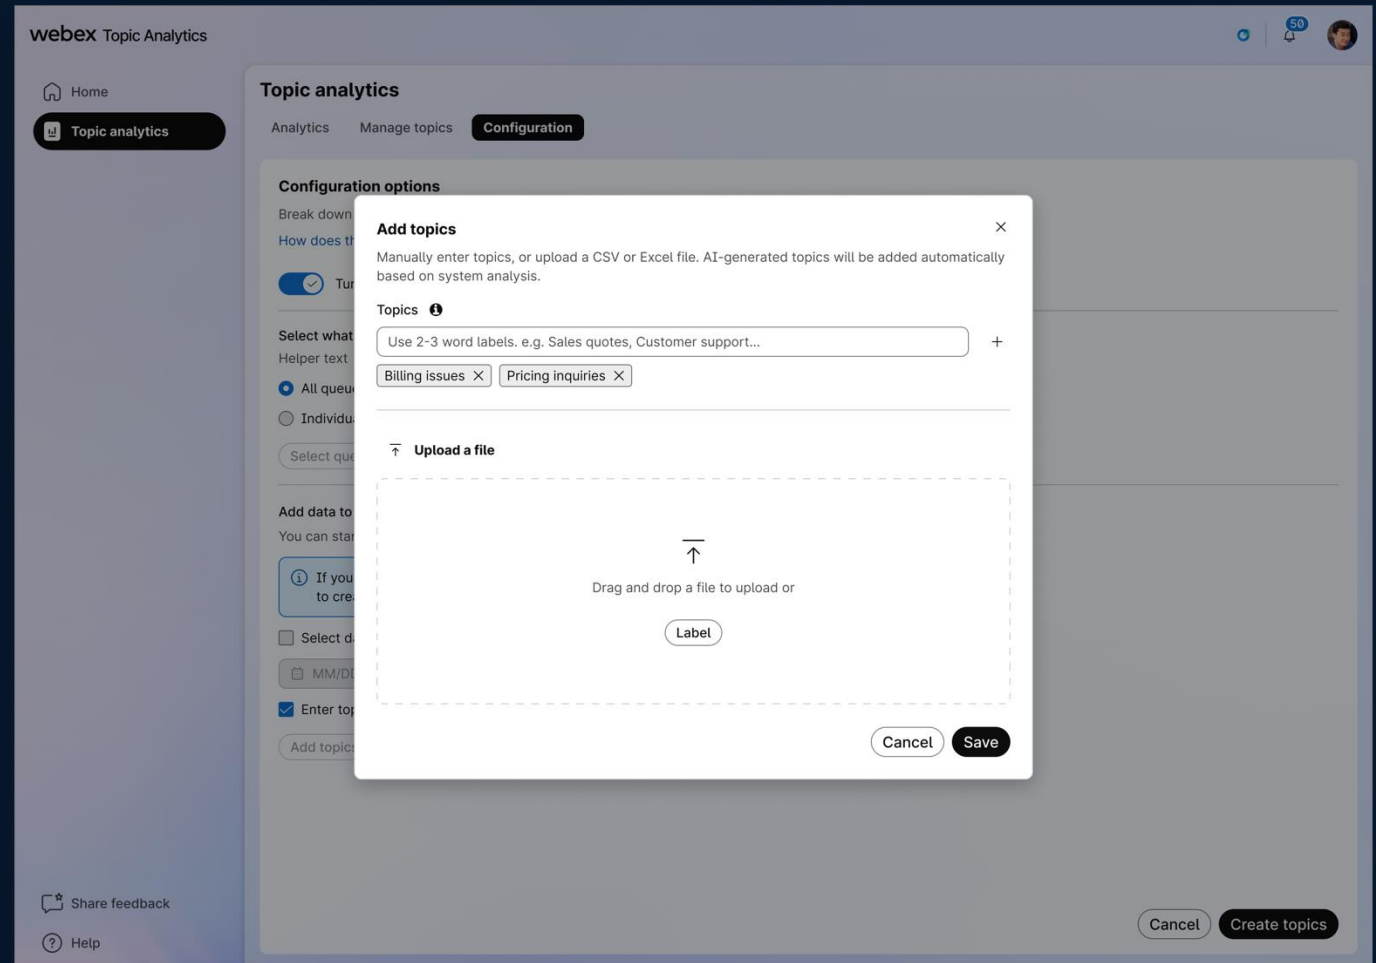 webex Topic Analytics
50
Home
Topic analytics
Topic analytics
Analytics
Manage topics
Configuration
Configuration options
Break down
How does th
Tur
Select what
Helper text
All queu
Individua
Select que
Add data to
You can star
If you
to crea
Select da
MM/DD
Enter top
Add topics
Add topics
Manually enter topics, or upload a CSV or Excel file. AI-generated topics will be added automatically
based on system analysis.
Topics
Use 2-3 word labels. e.g. Sales quotes, Customer support...
Billing issues
Pricing inquiries
Upload a file
Drag and drop a file to upload or
Label
Cancel
Save
Share feedback
Help
Cancel
Create topics